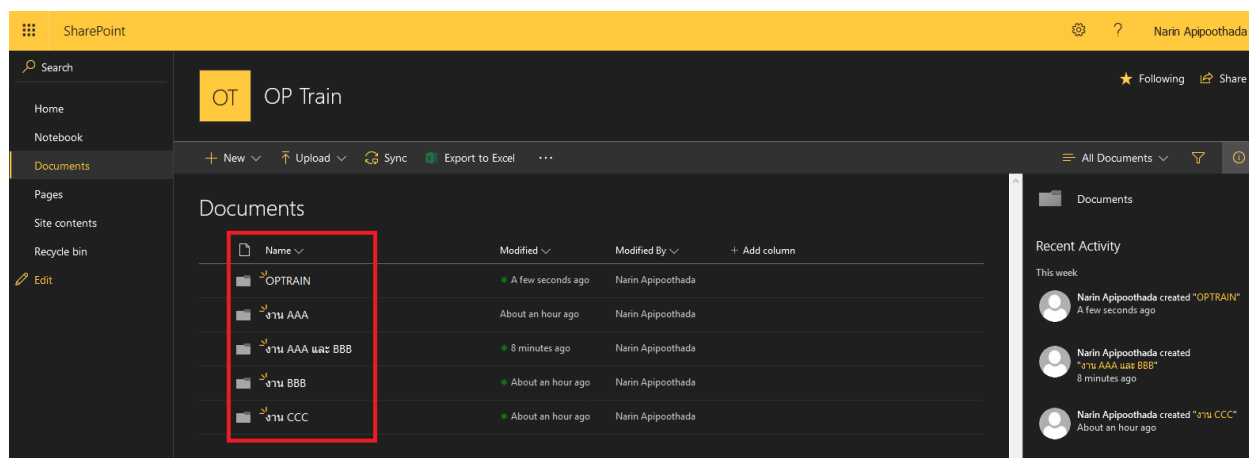 SharePoint
? Narin Apipoothada
Search
Home
Notebook
Documents
Pages
Site contents
Recycle bin
Edit
OT OP Train
Following Share
New Upload Sync Export to Excel ...
All Documents
Documents
Name Modified Modified By + Add column
OPTRAIN A few seconds ago Narin Apipoothada
งาน AAA About an hour ago Narin Apipoothada
งาน AAA และ BBB 8 minutes ago Narin Apipoothada
งาน BBB About an hour ago Narin Apipoothada
งาน CCC About an hour ago Narin Apipoothada
Documents
Recent Activity
This week
Narin Apipoothada created "OPTRAIN"
A few seconds ago
Narin Apipoothada created
"งาน AAA และ BBB"
8 minutes ago
Narin Apipoothada created "งาน CCC"
About an hour ago